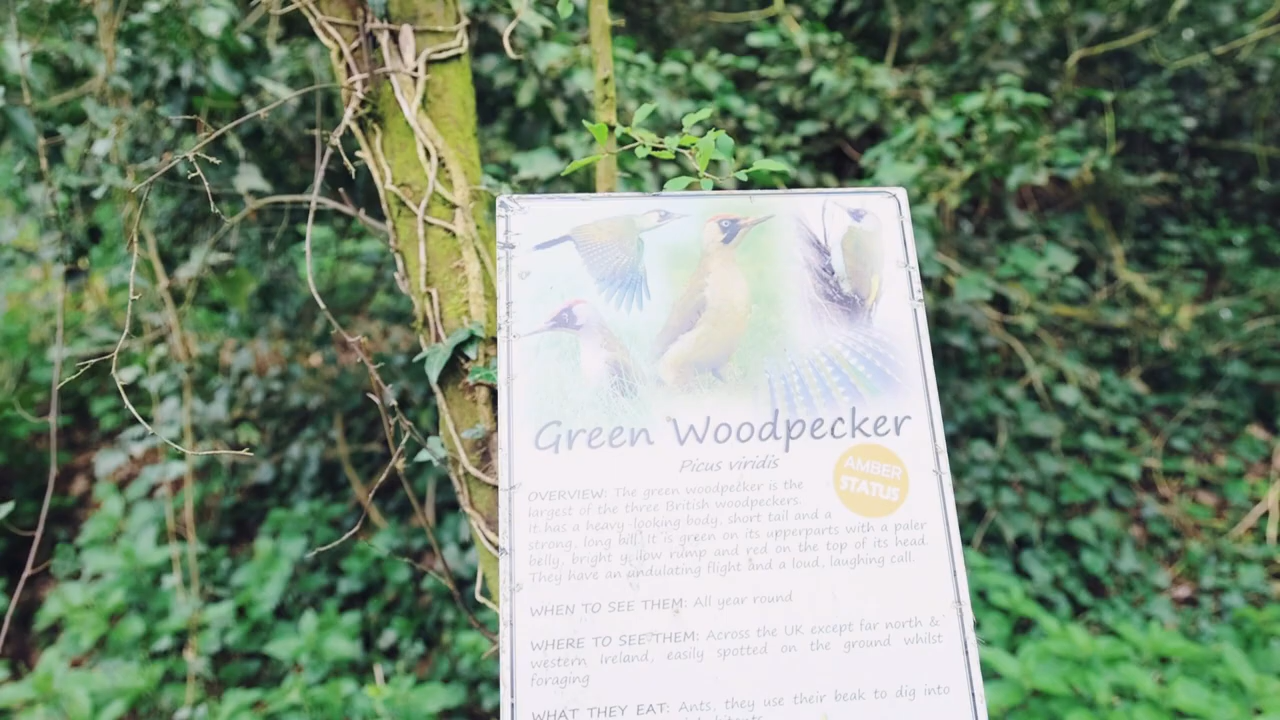 Green Woodpecker
Picus viridis
AMBER
STATUS
OVERVIEW: The green woodpecker is the
largest of the three British woodpeckers.
It has a heavy-looking body, short tail and a
strong, long bill. It is green on its upperparts with a paler
belly, bright yellow rump and red on the top of its head.
They have an undulating flight and a loud, laughing call.
WHEN TO SEE THEM: All year round
WHERE TO SEE THEM: Across the UK except far north &
western Ireland, easily spotted on the ground whilst
foraging
WHAT THEY EAT: Ants, they use their beak to dig into